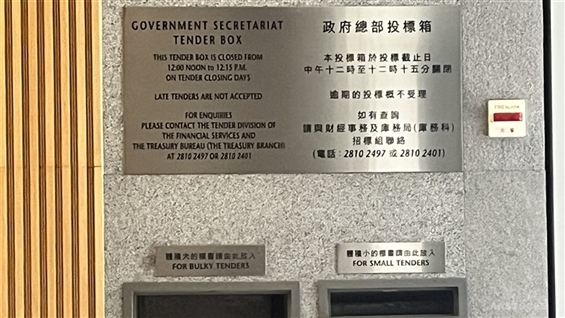 GOVERNMENT SECRETARIAT
TENDER BOX
THIS TENDER BOX IS CLOSED FROM
12:00 NOON to 12:15 P.M.
ON TENDER CLOSING DAYS
LATE TENDERS ARE NOT ACCEPTED
FOR ENQUIRIES
PLEASE CONTACT THE TENDER DIVISION OF
THE FINANCIAL SERVICES AND
THE TREASURY BUREAU (THE TREASURY BRANCH)
AT 2810 2497 OR 2810 2401
政府總部投標箱
本投標箱於投標截止日
中午十二時至十二時十五分關閉
逾期的投標概不受理
如有查詢
請與財經事務及庫務局(庫務科)
招標組聯絡
(電話：2810 2497 或 2810 2401)
體積大的標書請由此放入
FOR BULKY TENDERS
體積小的標書請由此放入
FOR SMALL TENDERS